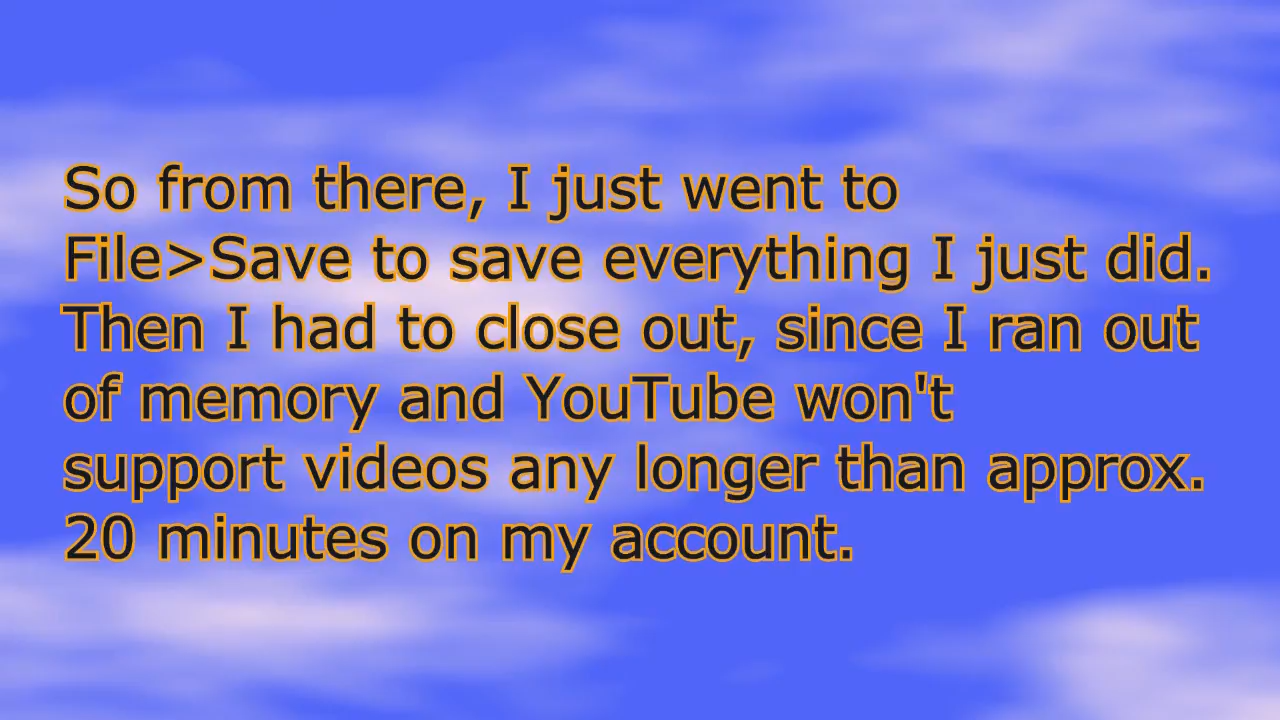 So from there, I just went to
File>Save to save everything I just did.
Then I had to close out, since I ran out
of memory and YouTube won't
support videos any longer than approx.
20 minutes on my account.